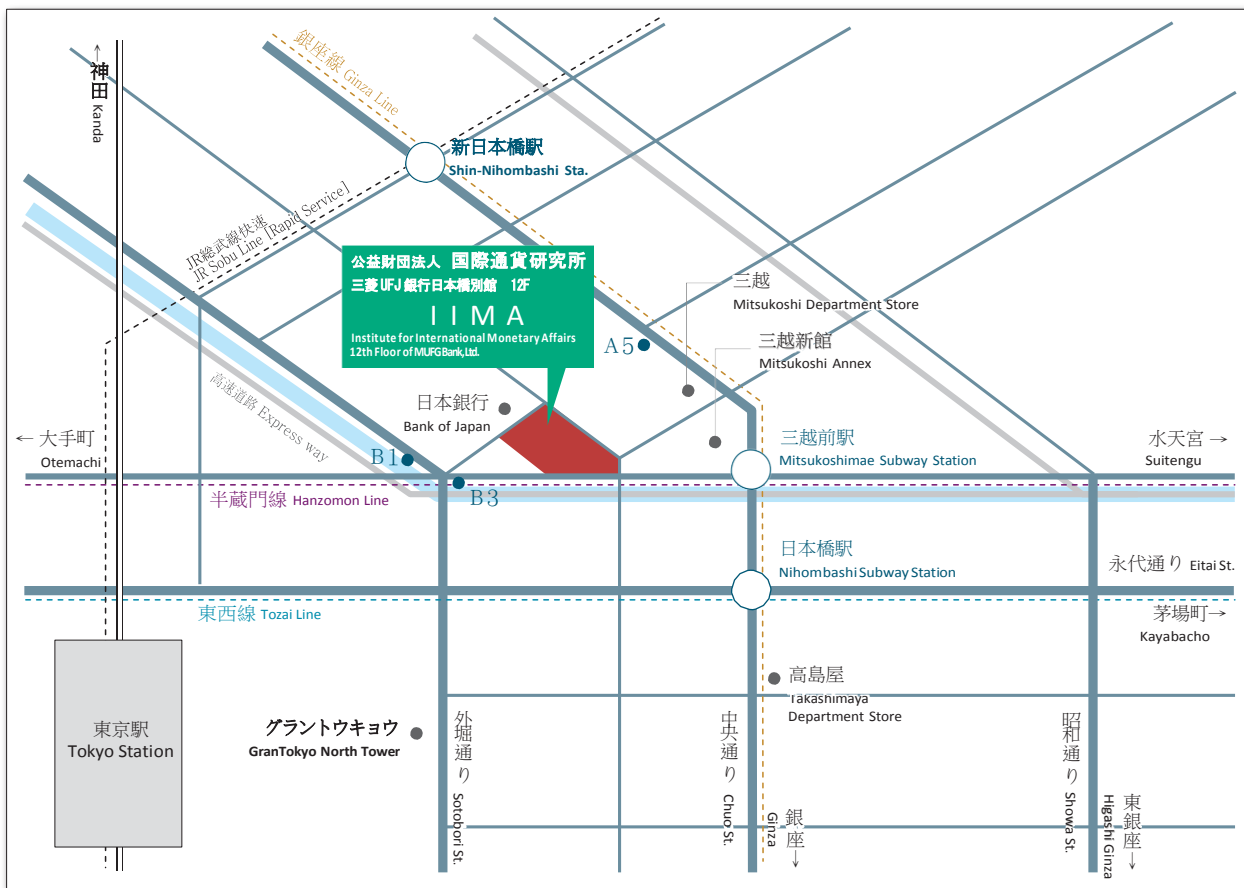 ←神田
Kanda
銀座線 Ginza Line
新日本橋駅
Shin-Nihombashi Sta.
JR総武線快速
JR Sobu Line [Rapid Service]
公益財団法人 国際通貨研究所
三菱UFJ銀行日本橋別館 12F
IIMA
Institute for International Monetary Affairs
12th Floor of MUFG Bank,Ltd.
三越
Mitsukoshi Department Store
A5
三越新館
Mitsukoshi Annex
高速道路 Express way
日本銀行
Bank of Japan
← 大手町
Otemachi
B1
三越前駅
Mitsukoshimae Subway Station
水天宮 →
Suitengu
半蔵門線 Hanzomon Line
B3
日本橋駅
Nihombashi Subway Station
永代通り Eitai St.
東西線 Tozai Line
茅場町→
Kayabacho
東京駅
Tokyo Station
グラントウキョウ
GranTokyo North Tower
外堀通り
Sotobori St.
高島屋
Takashimaya
Department Store
中央通り
Chuo St.
銀座→
Ginza
昭和通り
Showa St.
東銀座→
Higashi Ginza